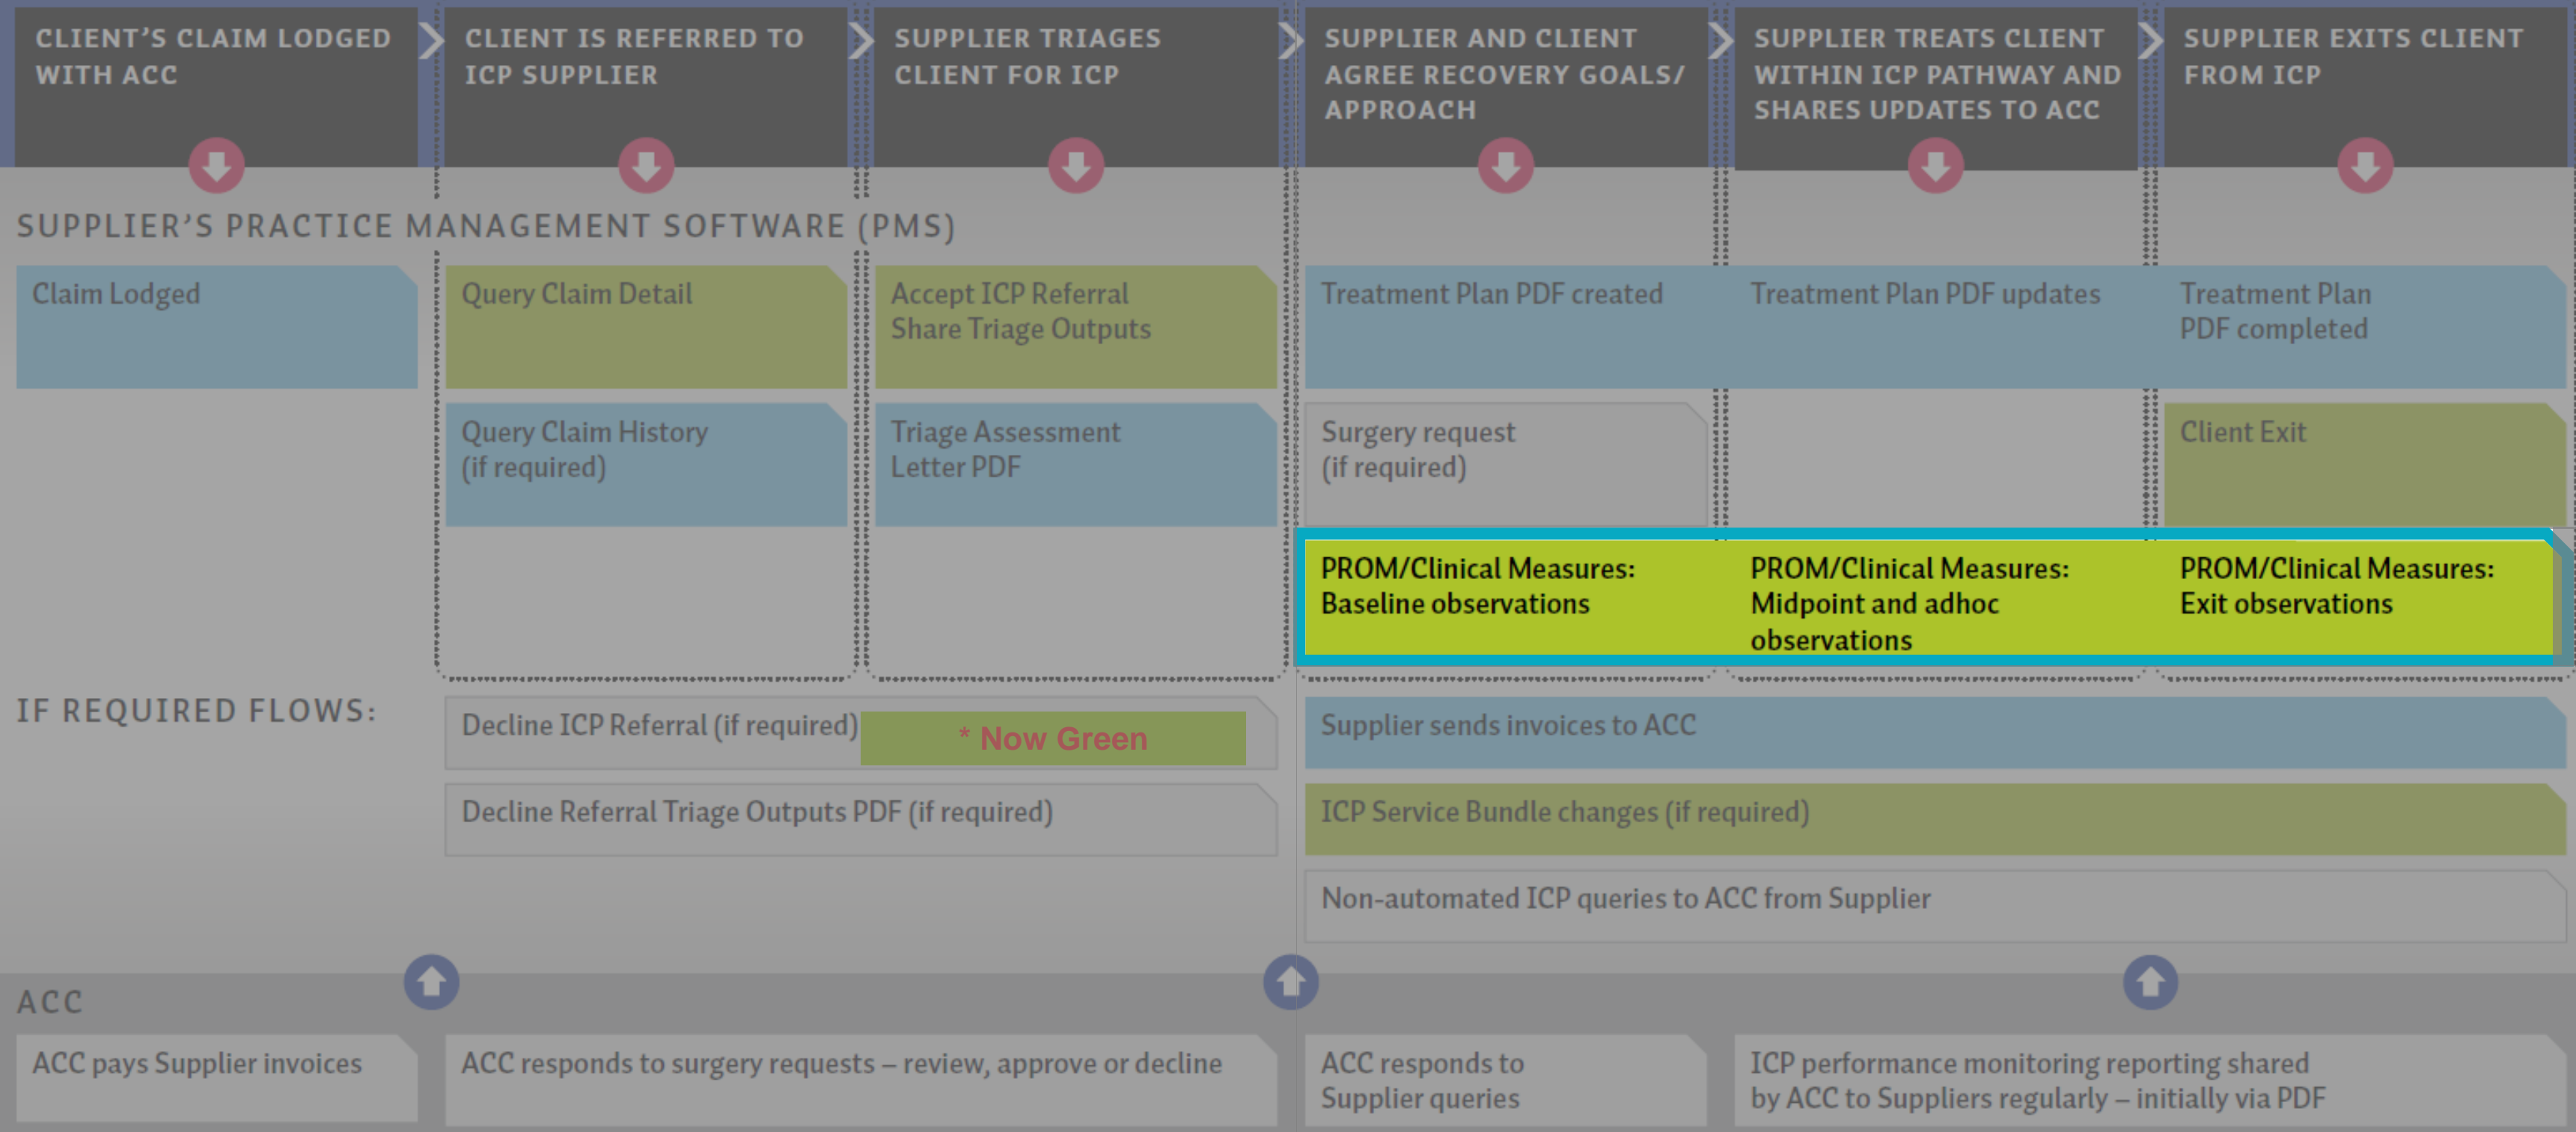 CLIENT’S CLAIM LODGED
WITH ACC
CLIENT IS REFERRED TO
ICP SUPPLIER
SUPPLIER TRIAGES
CLIENT FOR ICP
SUPPLIER AND CLIENT
AGREE RECOVERY GOALS/
APPROACH
SUPPLIER TREATS CLIENT
WITHIN ICP PATHWAY AND
SHARES UPDATES TO ACC
SUPPLIER EXITS CLIENT
FROM ICP
SUPPLIER’S PRACTICE MANAGEMENT SOFTWARE (PMS)
Claim Lodged
Query Claim Detail
Accept ICP Referral
Share Triage Outputs
Treatment Plan PDF created
Treatment Plan PDF updates
Treatment Plan
PDF completed
Query Claim History
(if required)
Triage Assessment
Letter PDF
Surgery request
(if required)
Client Exit
PROM/Clinical Measures:
Baseline observations
PROM/Clinical Measures:
Midpoint and adhoc
observations
PROM/Clinical Measures:
Exit observations
IF REQUIRED FLOWS:
Decline ICP Referral (if required)
* Now Green
Supplier sends invoices to ACC
Decline Referral Triage Outputs PDF (if required)
ICP Service Bundle changes (if required)
Non-automated ICP queries to ACC from Supplier
ACC
ACC pays Supplier invoices
ACC responds to surgery requests – review, approve or decline
ACC responds to
Supplier queries
ICP performance monitoring reporting shared
by ACC to Suppliers regularly – initially via PDF